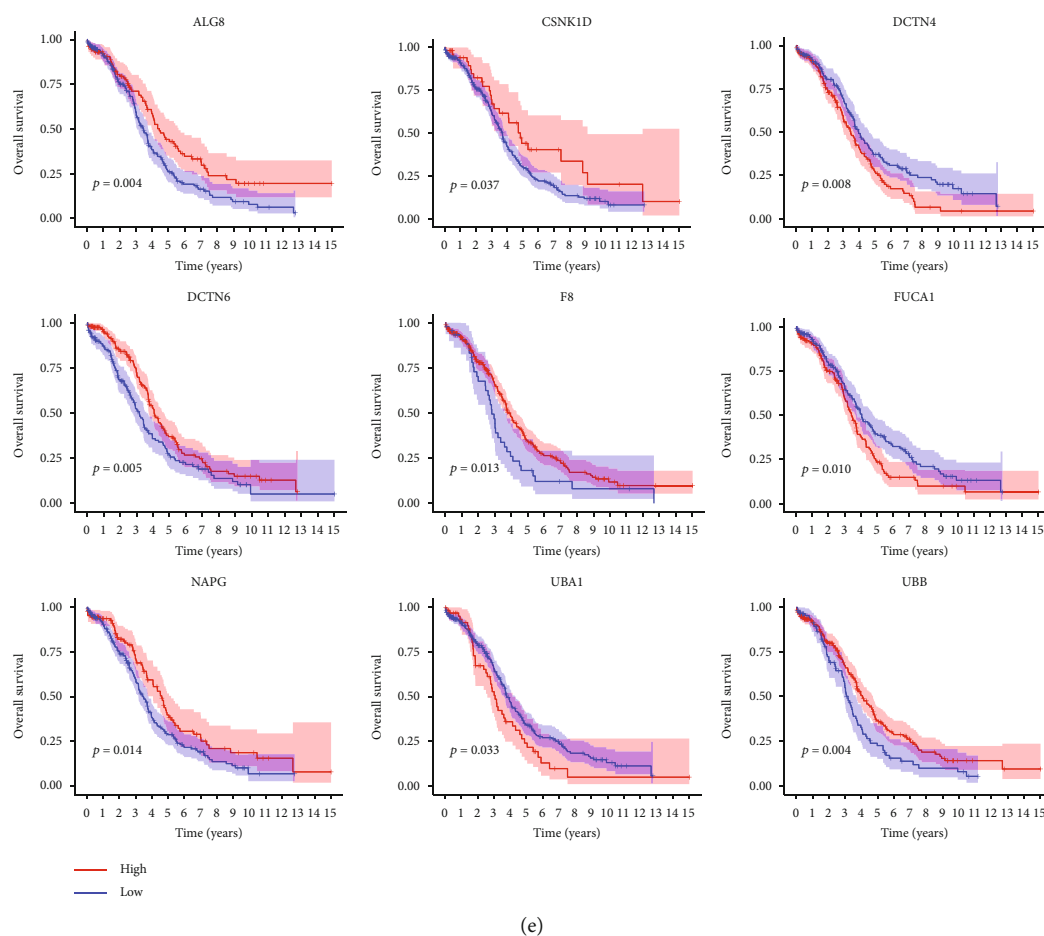 ALG8
Overall survival
1.00
0.75
0.50
0.25
0.00
p = 0.004
0 1 2 3 4 5 6 7 8 9 10 11 12 13 14 15
Time (years)
CSNK1D
Overall survival
1.00
0.75
0.50
0.25
0.00
p = 0.037
0 1 2 3 4 5 6 7 8 9 10 11 12 13 14 15
Time (years)
DCTN4
Overall survival
1.00
0.75
0.50
0.25
0.00
p = 0.008
0 1 2 3 4 5 6 7 8 9 10 11 12 13 14 15
Time (years)
DCTN6
Overall survival
1.00
0.75
0.50
0.25
0.00
p = 0.005
0 1 2 3 4 5 6 7 8 9 10 11 12 13 14 15
Time (years)
F8
Overall survival
1.00
0.75
0.50
0.25
0.00
p = 0.013
0 1 2 3 4 5 6 7 8 9 10 11 12 13 14 15
Time (years)
FUCA1
Overall survival
1.00
0.75
0.50
0.25
0.00
p = 0.010
0 1 2 3 4 5 6 7 8 9 10 11 12 13 14 15
Time (years)
NAPG
Overall survival
1.00
0.75
0.50
0.25
0.00
p = 0.014
0 1 2 3 4 5 6 7 8 9 10 11 12 13 14 15
Time (years)
UBA1
Overall survival
1.00
0.75
0.50
0.25
0.00
p = 0.033
0 1 2 3 4 5 6 7 8 9 10 11 12 13 14 15
Time (years)
UBB
Overall survival
1.00
0.75
0.50
0.25
0.00
p = 0.004
0 1 2 3 4 5 6 7 8 9 10 11 12 13 14 15
Time (years)
High
Low
(e)